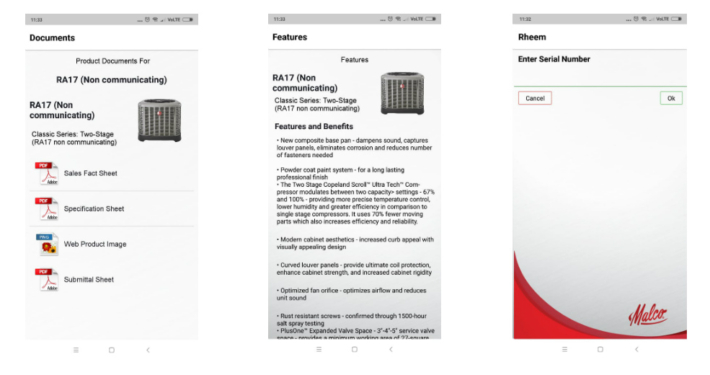 11:32
VoLTE
Documents
Product Documents For
RA17 (Non communicating)
RA17 (Non
communicating)
Classic Series: Two-Stage
(RA17 non communicating)
PDF
Adobe
Sales Fact Sheet
PDF
Adobe
Specification Sheet
PNG
Web Product Image
PDF
Adobe
Submittal Sheet
11:32
VoLTE
Features
Features
RA17 (Non
communicating)
Classic Series: Two-Stage
(RA17 non communicating)
Features and Benefits
• New composite base pan - dampens sound, captures
louver panels, eliminates corrosion and reduces number
of fasteners needed
• Powder coat paint system - for a long lasting
professional finish
• The Two Stage Copeland Scroll™ Ultra Tech™ Com-
pressor modulates between two capacity= settings - 67%
and 100% - providing more precise temperature control,
lower humidity and greater efficiency in comparison to
single stage compressors. It uses 70% fewer moving
parts which also increases efficiency and reliability.
• Modern cabinet aesthetics - increased curb appeal with
visually appealing design
• Curved louver panels - provide ultimate coil protection,
enhance cabinet strength, and increased cabinet rigidity
• Optimized fan orifice - optimizes airflow and reduces
unit sound
• Rust resistant screws - confirmed through 1500-hour
salt spray testing
• PlusOne™ Expanded Valve Space - 3"-4"-5" service valve
space - provides a minimum working area of 27-square
11:32
VoLTE
Rheem
Enter Serial Number
Cancel
Ok
Malco